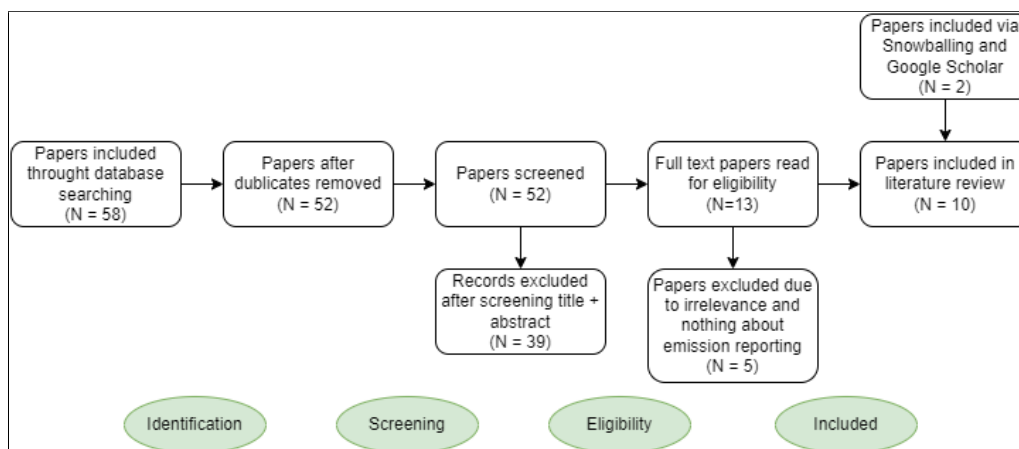 Papers included via
Snowballing and
Google Scholar
(N = 2)
Papers included
throught database
searching
(N = 58)
Papers after
dublicates removed
(N = 52)
Papers screened
(N = 52)
Full text papers read
for eligibility
(N=13)
Papers included in
literature review
(N = 10)
Records excluded
after screening title +
abstract
(N = 39)
Papers excluded due
to irrelevance and
nothing about
emission reporting
(N = 5)
Identification
Screening
Eligibility
Included